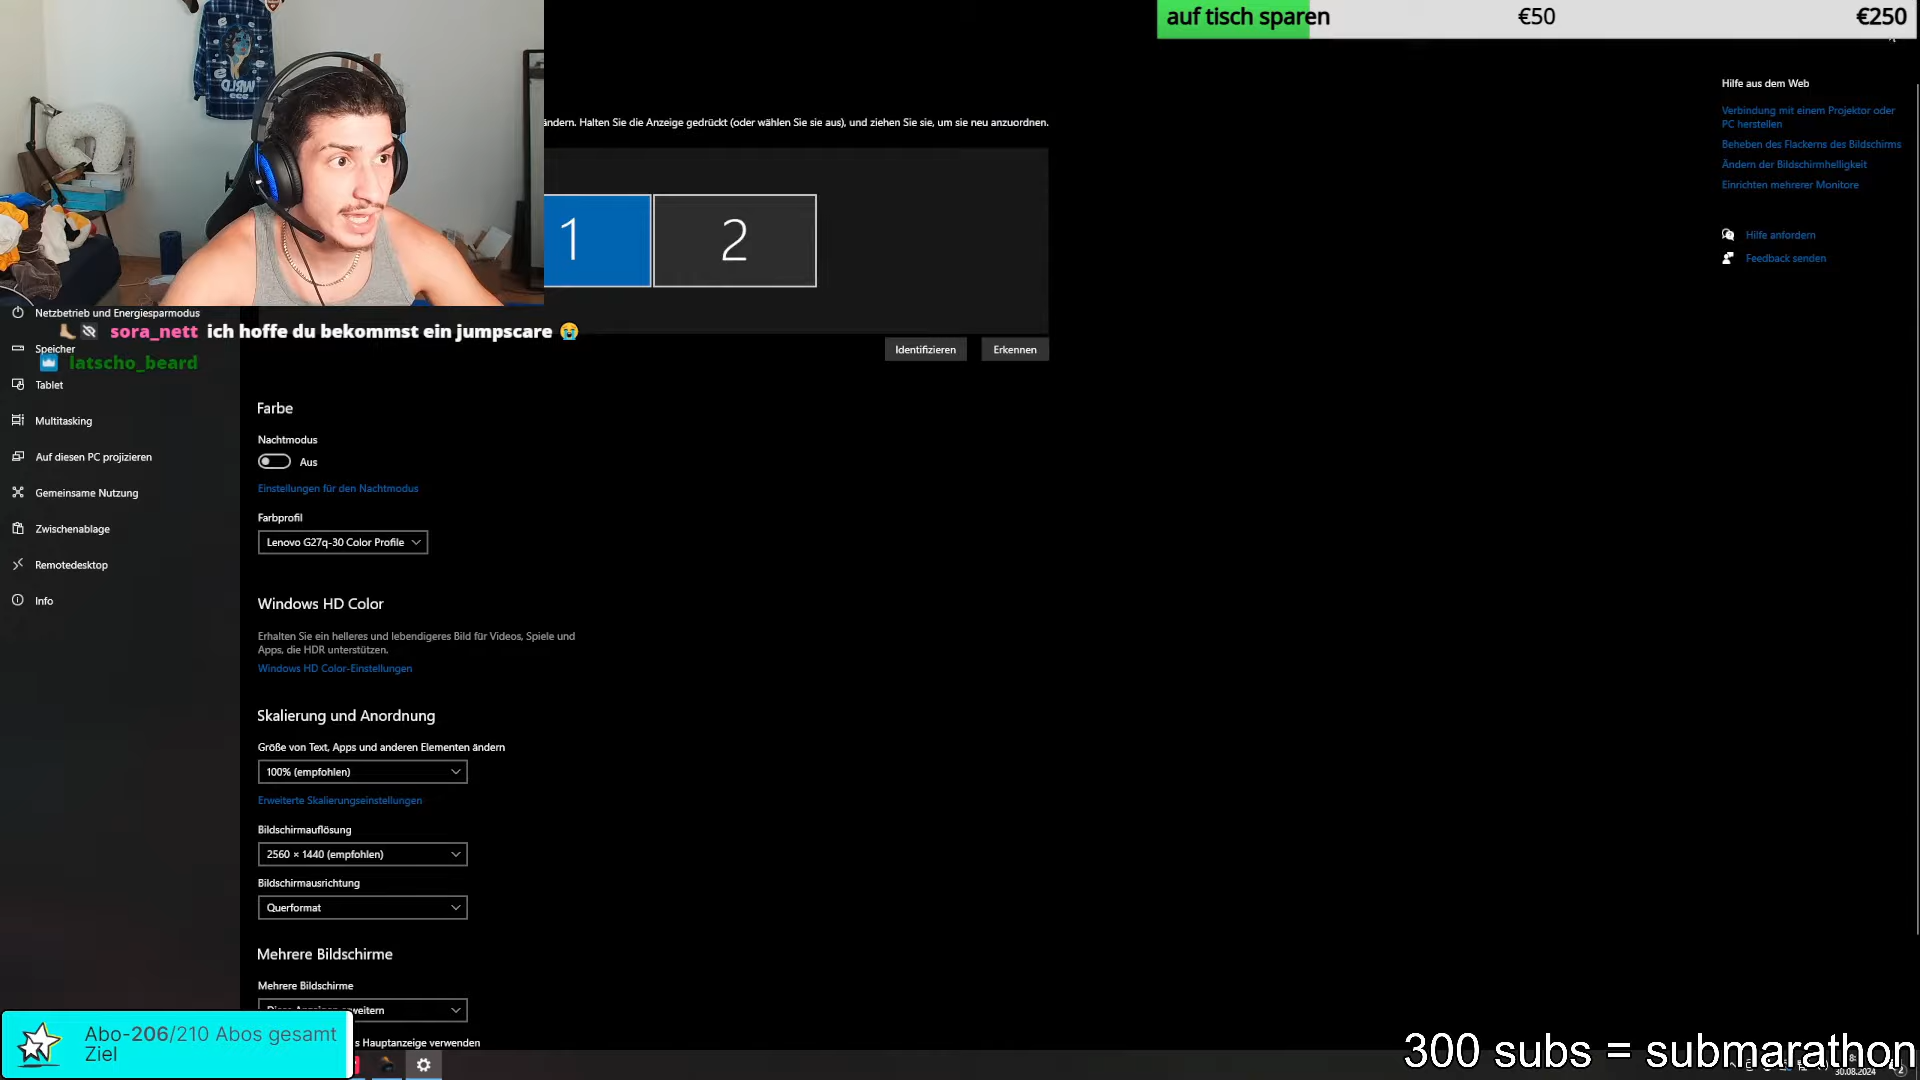 auf tisch sparen €50 €250
Hilfe aus dem Web
Verbindung mit einem Projektor oder
PC herstellen
Beheben des Flackerns des Bildschirms
Ändern der Bildschirmhelligkeit
Einrichten mehrerer Monitore
Hilfe anfordern
Feedback senden
ändern. Halten Sie die Anzeige gedrückt (oder wählen Sie sie aus), und ziehen Sie sie, um sie neu anzuordnen.
1 2
Identifizieren Erkennen
Netzbetrieb und Energiesparmodus
sora_nett ich hoffe du bekommst ein jumpscare 😭
Speicher
latscho_beard
Tablet
Multitasking
Auf diesen PC projizieren
Gemeinsame Nutzung
Zwischenablage
Remotedesktop
Info
Farbe
Nachtmodus
Aus
Einstellungen für den Nachtmodus
Farbprofil
Lenovo G27q-30 Color Profile
Windows HD Color
Erhalten Sie ein helleres und lebendigeres Bild für Videos, Spiele und
Apps, die HDR unterstützen.
Windows HD Color-Einstellungen
Skalierung und Anordnung
Größe von Text, Apps und anderen Elementen ändern
100% (empfohlen)
Erweiterte Skalierungseinstellungen
Bildschirmauflösung
2560 × 1440 (empfohlen)
Bildschirmausrichtung
Querformat
Mehrere Bildschirme
Mehrere Bildschirme
Diese Anzeigen erweitern
s Hauptanzeige verwenden
Abo-206/210 Abos gesamt
Ziel
300 subs = submarathon
30.08.2024